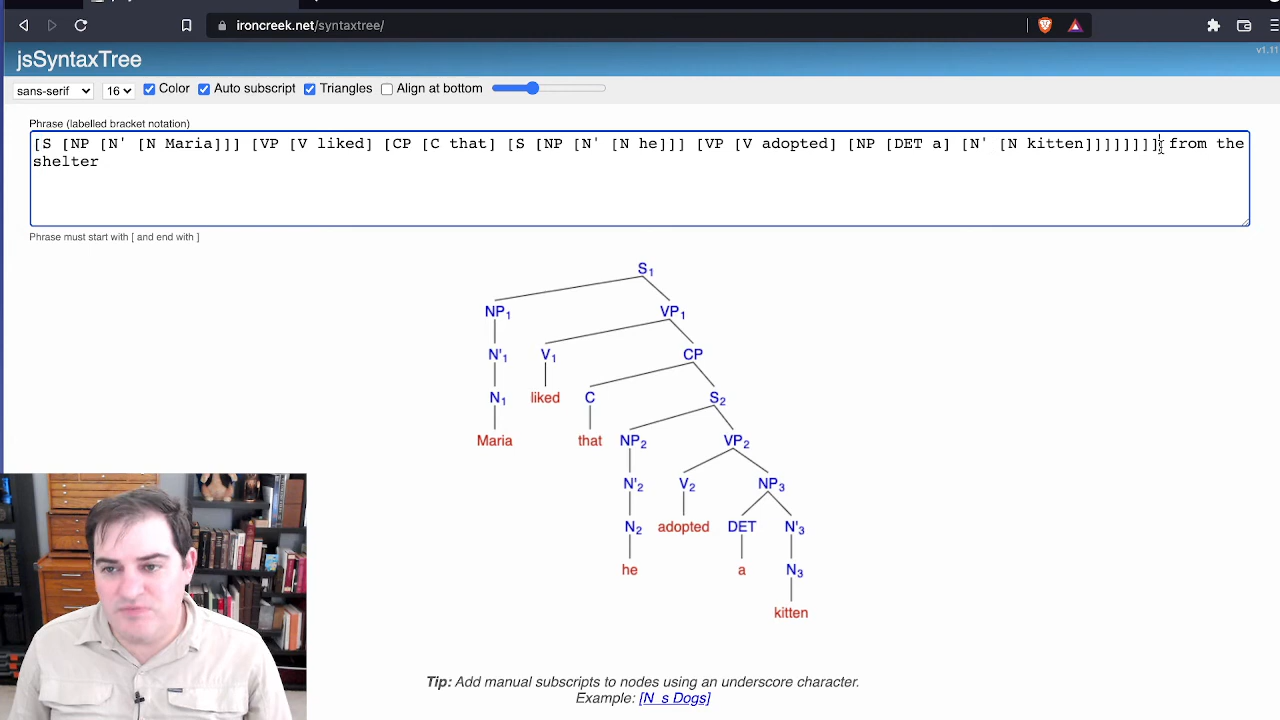 ironcreek.net/syntaxtree/
jsSyntaxTree
v1.11
sans-serif 16 Color Auto subscript Triangles Align at bottom
Phrase (labelled bracket notation)
[S [NP [N' [N Maria]]] [VP [V liked] [CP [C that] [S [NP [N' [N he]]] [VP [V adopted] [NP [DET a] [N' [N kitten]]]]]]]] from the
shelter
Phrase must start with [ and end with ]
S1
NP1 VP1
N'1 V1 CP
N1 liked C S2
Maria that NP2 VP2
N'2 V2 NP3
N2 adopted DET N'3
he a N3
kitten
Tip: Add manual subscripts to nodes using an underscore character.
Example: [N_s Dogs]